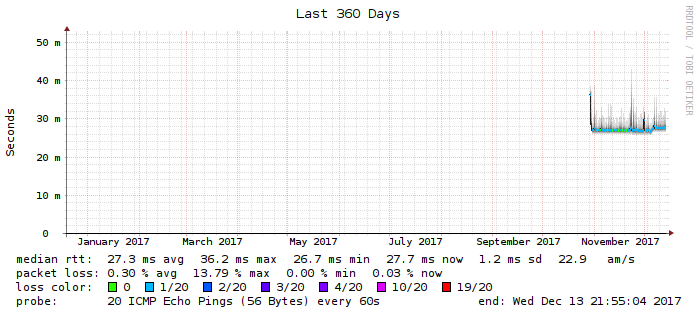 Last 360 Days
RRDTOOL / TOBI OETIKER
Seconds
50 m
40 m
30 m
20 m
10 m
0
January 2017 March 2017 May 2017 July 2017 September 2017 November 2017
median rtt: 27.3 ms avg 36.2 ms max 26.7 ms min 27.7 ms now 1.2 ms sd 22.9 am/s
packet loss: 0.30 % avg 13.79 % max 0.00 % min 0.03 % now
loss color: 0 1/20 2/20 3/20 4/20 10/20 19/20
probe: 20 ICMP Echo Pings (56 Bytes) every 60s end: Wed Dec 13 21:55:04 2017